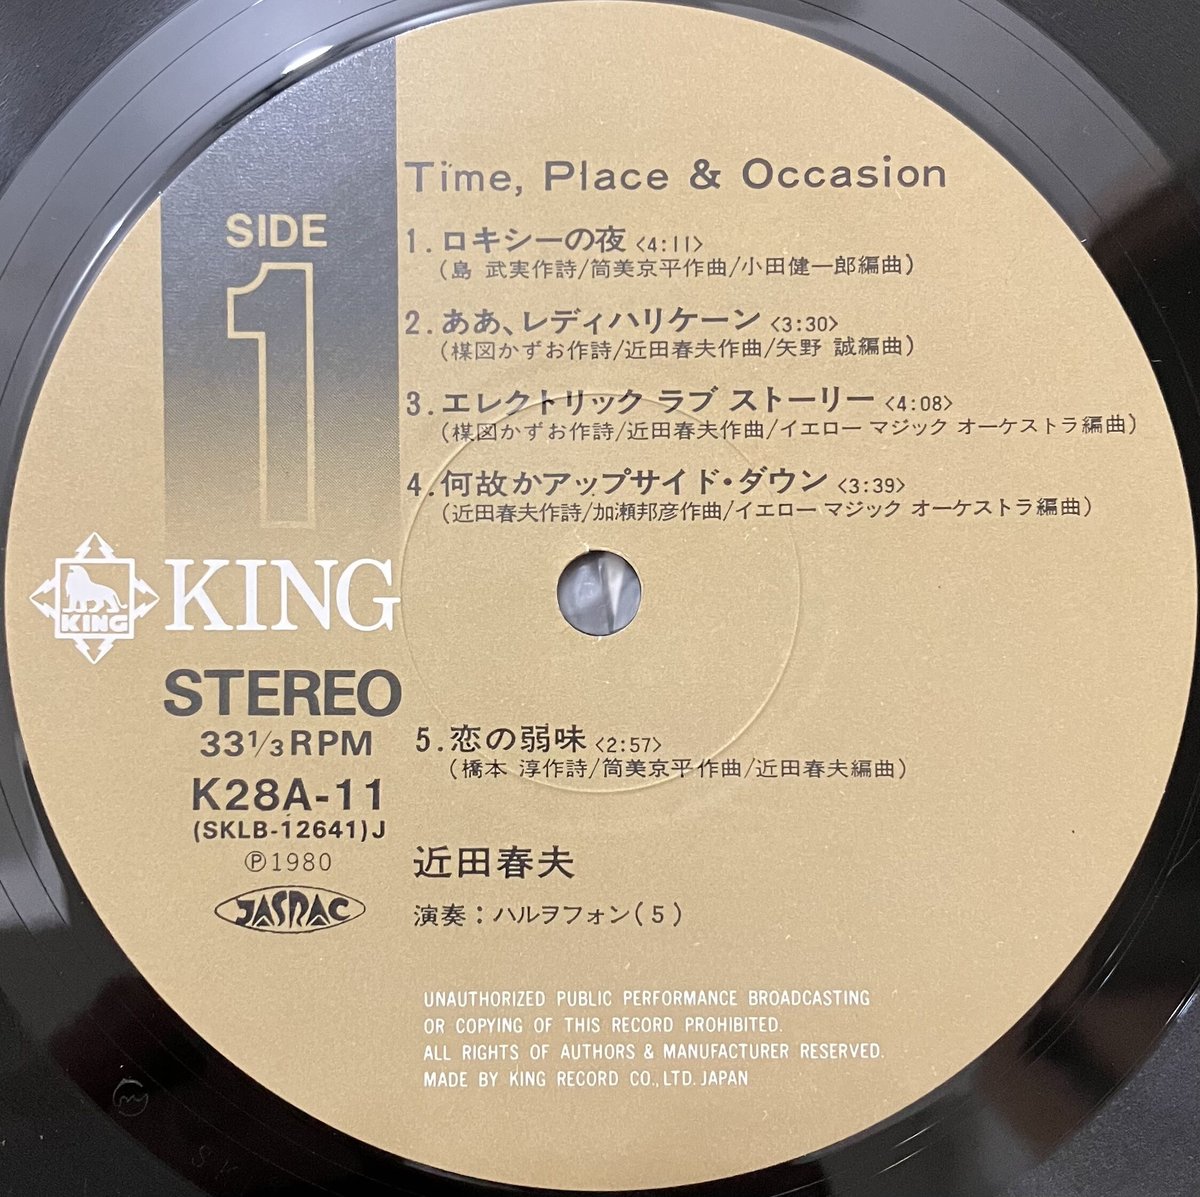 Time, Place & Occasion
SIDE
1
1. ロキシーの夜 <4:11>
(島 武実作詩/筒美京平作曲/小田健一郎編曲)
2. ああ、レディハリケーン <3:30>
(楳図かずお作詩/近田春夫作曲/矢野 誠編曲)
3. エレクトリック ラブ ストーリー <4:08>
(楳図かずお作詩/近田春夫作曲/イエロー マジック オーケストラ編曲)
4. 何故かアップサイド・ダウン <3:39>
(近田春夫作詩/加瀬邦彦作曲/イエロー マジック オーケストラ編曲)
KING
KING
STEREO
33 1/3 RPM
K28A-11
(SKLB-12641)J
Ⓟ1980
JASRAC
5. 恋の弱味 <2:57>
(橋本 淳作詩/筒美京平作曲/近田春夫編曲)
近田春夫
演奏：ハルヲフォン(5)
UNAUTHORIZED PUBLIC PERFORMANCE BROADCASTING
OR COPYING OF THIS RECORD PROHIBITED.
ALL RIGHTS OF AUTHORS & MANUFACTURER RESERVED.
MADE BY KING RECORD CO., LTD. JAPAN